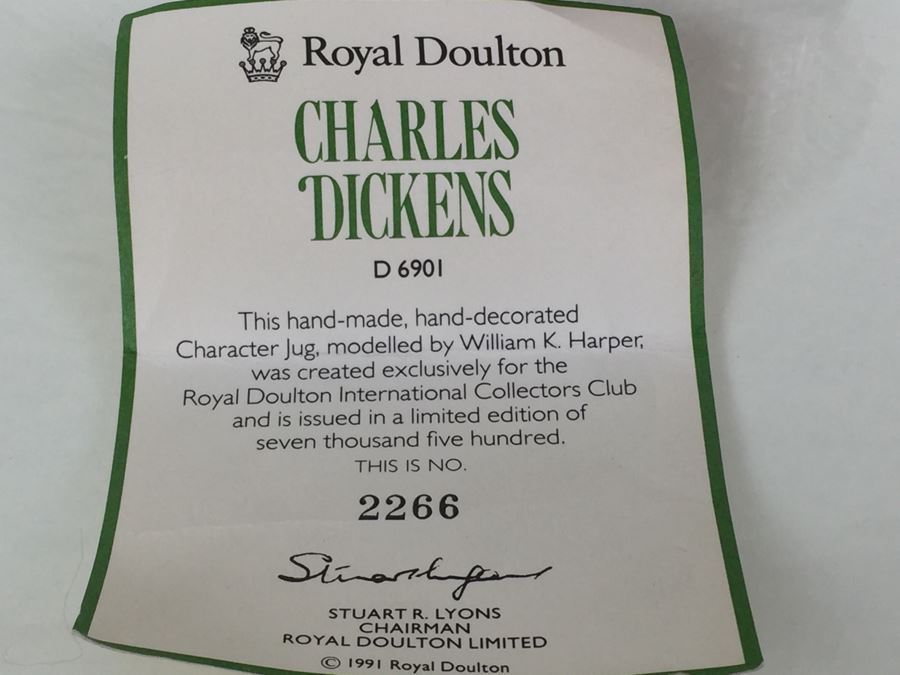 Royal Doulton
CHARLES
DICKENS
D 6901
This hand-made, hand-decorated
Character Jug, modelled by William K. Harper,
was created exclusively for the
Royal Doulton International Collectors Club
and is issued in a limited edition of
seven thousand five hundred.
THIS IS NO.
2266
Stuart Lyons
STUART R. LYONS
CHAIRMAN
ROYAL DOULTON LIMITED
© 1991 Royal Doulton